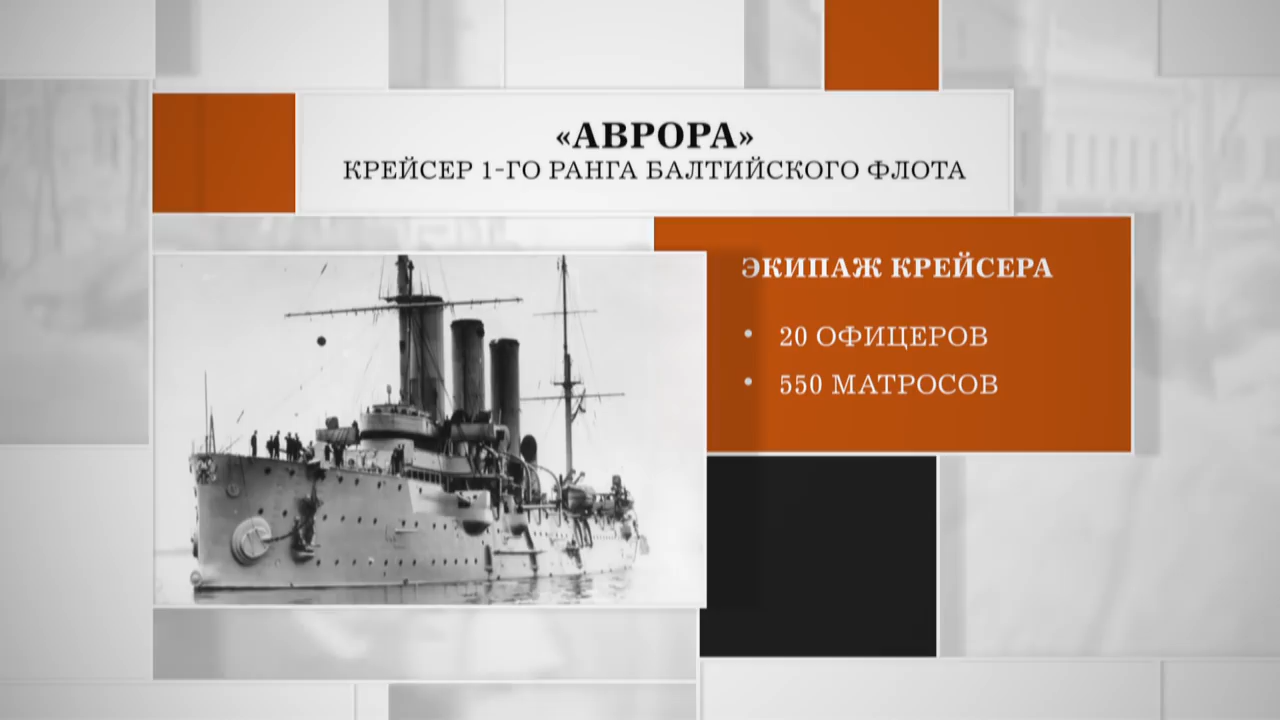 «АВРОРА»
КРЕЙСЕР 1-ГО РАНГА БАЛТИЙСКОГО ФЛОТА
ЭКИПАЖ КРЕЙСЕРА
• 20 ОФИЦЕРОВ
• 550 МАТРОСОВ